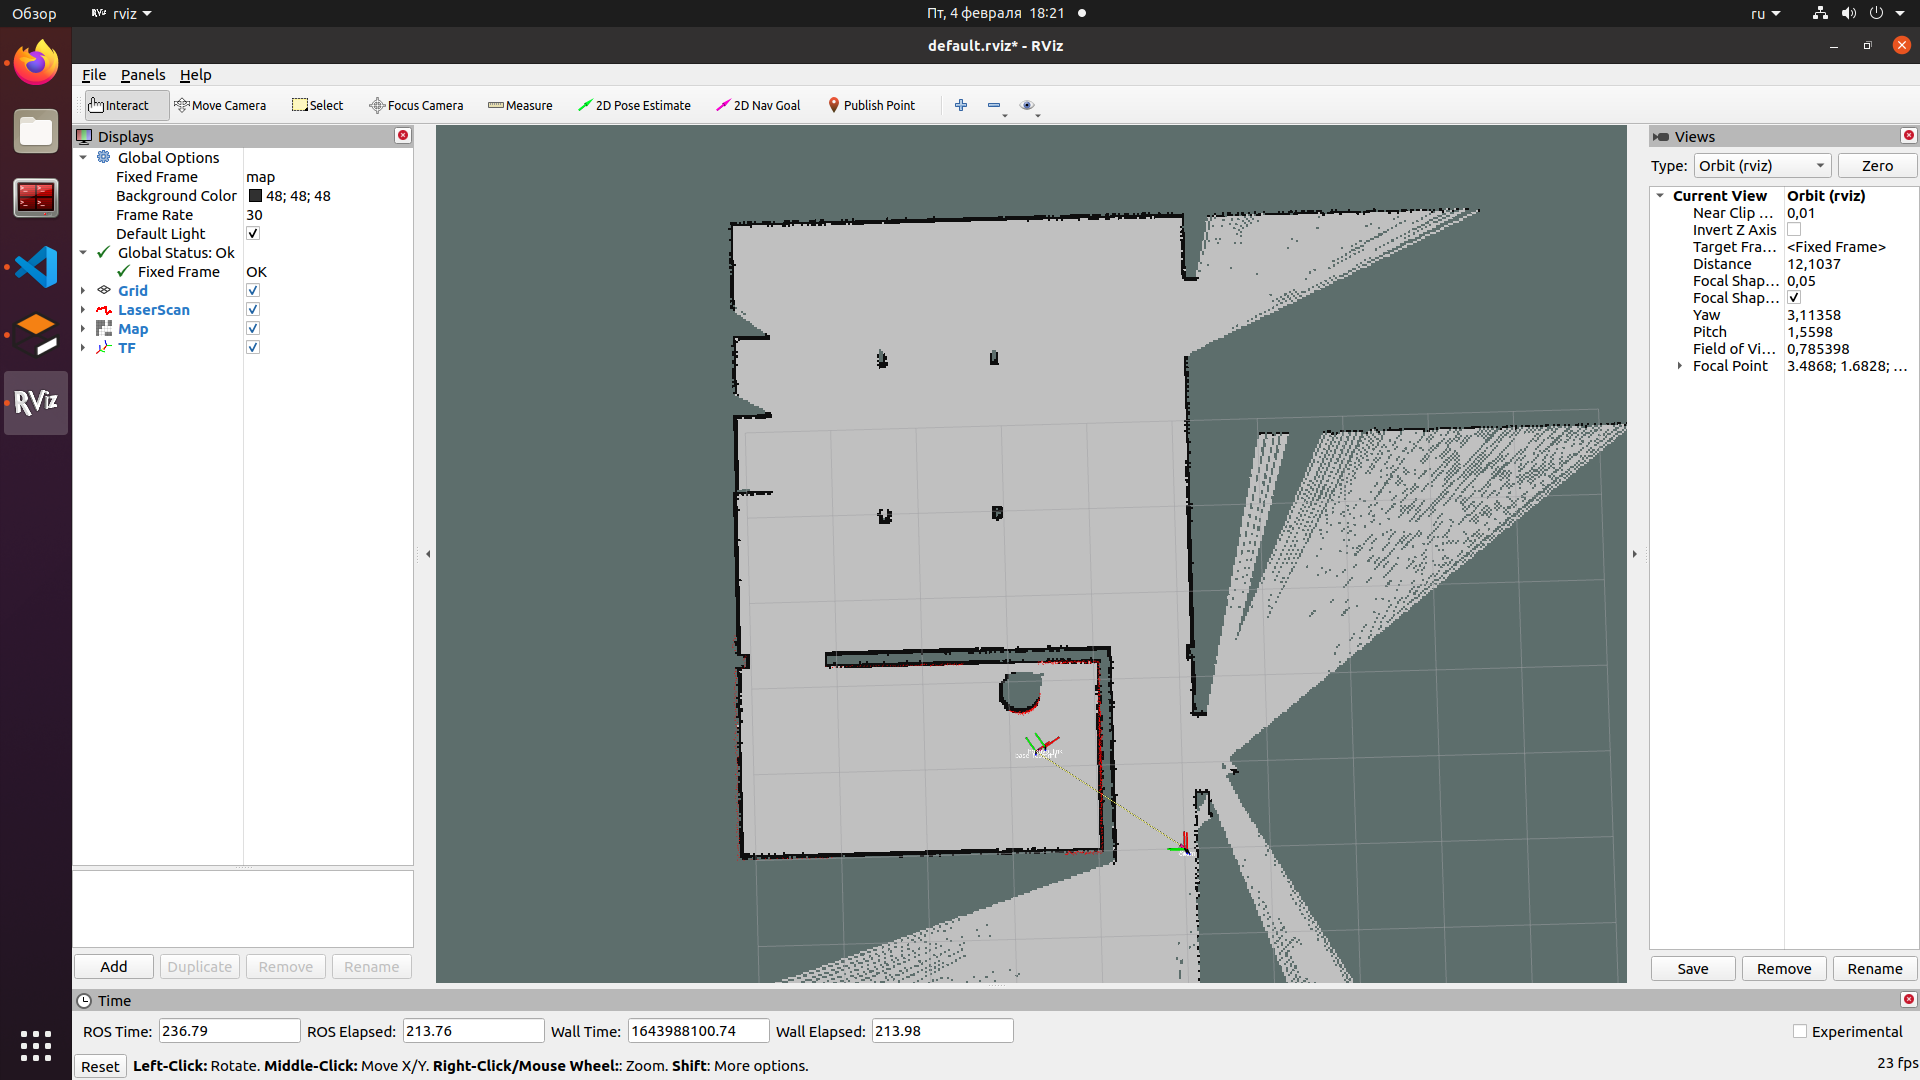 Обзор
RViz rviz
Пт, 4 февраля 18:21
ru
default.rviz* - RViz
File Panels Help
Interact Move Camera Select Focus Camera Measure 2D Pose Estimate 2D Nav Goal Publish Point
Displays
Global Options
Fixed Frame map
Background Color 48; 48; 48
Frame Rate 30
Default Light
Global Status: Ok
Fixed Frame OK
Grid
LaserScan
Map
TF
RViz
Add Duplicate Remove Rename
Views
Type: Orbit (rviz) Zero
Current View Orbit (rviz)
Near Clip ... 0,01
Invert Z Axis
Target Fra... <Fixed Frame>
Distance 12,1037
Focal Shap... 0,05
Focal Shap...
Yaw 3,11358
Pitch 1,5598
Field of Vi... 0,785398
Focal Point 3.4868; 1.6828; ...
Save Remove Rename
Time
ROS Time: 236.79 ROS Elapsed: 213.76 Wall Time: 1643988100.74 Wall Elapsed: 213.98
Experimental
Reset Left-Click: Rotate. Middle-Click: Move X/Y. Right-Click/Mouse Wheel:: Zoom. Shift: More options.
23 fps